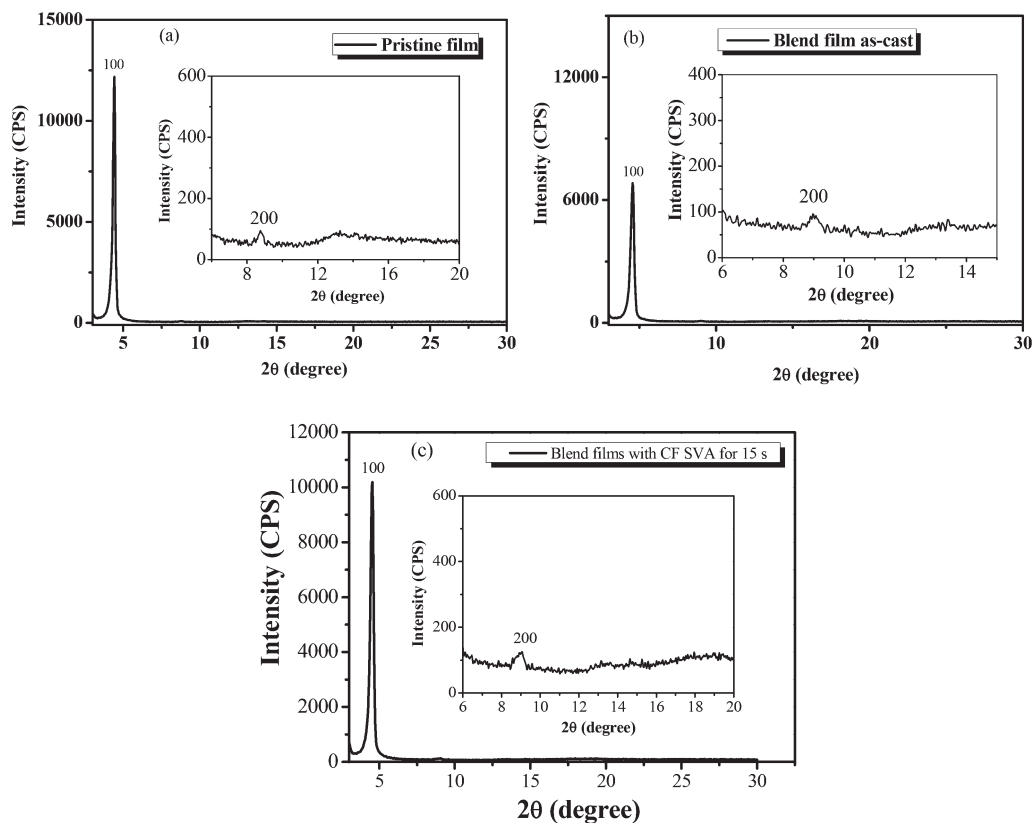 (a)
Pristine film
15000
10000
5000
0
Intensity (CPS)
100
600
400
200
0
Intensity (CPS)
200
8 12 16 20
2θ (degree)
5 10 15 20 25 30
2θ (degree)
(b)
Blend film as-cast
12000
6000
0
Intensity (CPS)
100
400
300
200
100
0
Intensity (CPS)
200
6 8 10 12 14
2θ (degree)
10 20 30
2θ (degree)
(c)
Blend films with CF SVA for 15 s
12000
10000
8000
6000
4000
2000
0
Intensity (CPS)
100
600
400
200
0
Intensity (CPS)
200
6 8 10 12 14 16 18 20
2θ (degree)
5 10 15 20 25 30
2θ (degree)